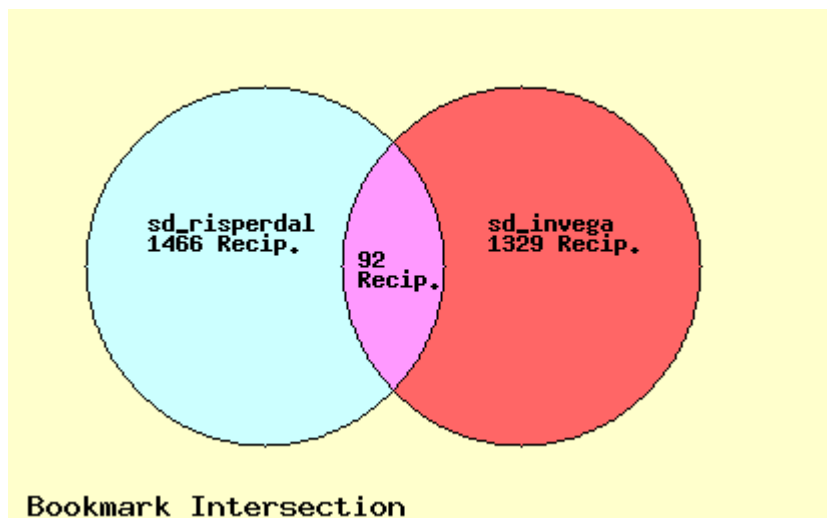 sd_risperdal
1466 Recip.
92
Recip.
sd_invega
1329 Recip.
Bookmark Intersection